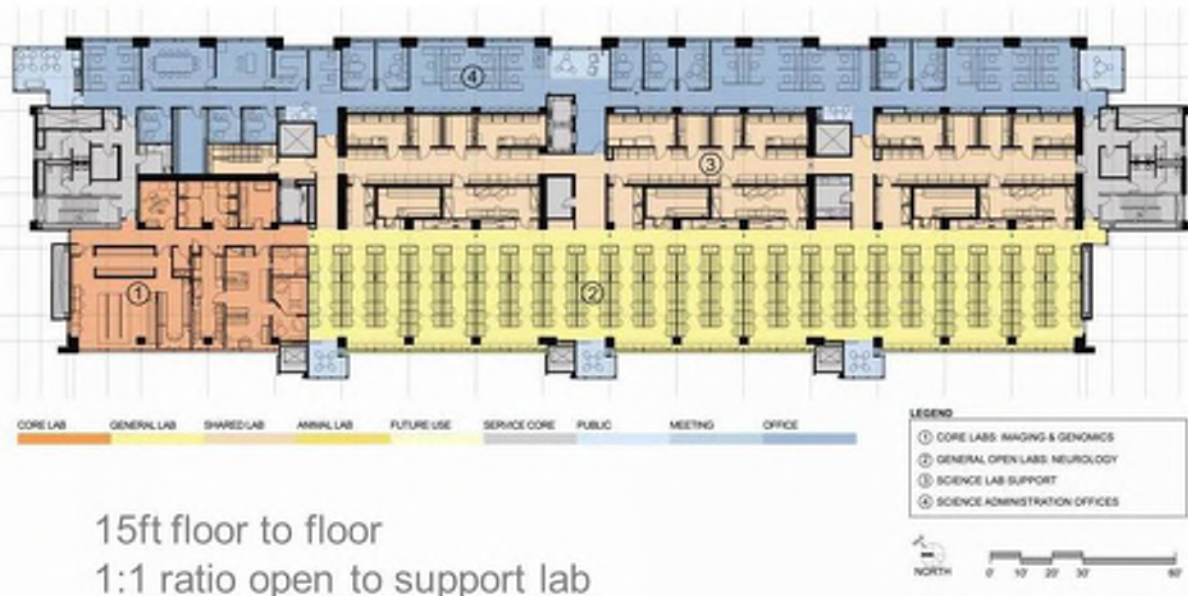 ④
③
①
②
CORE LAB GENERAL LAB SHARED LAB ANIMAL LAB FUTURE USE SERVICE CORE PUBLIC MEETING OFFICE
LEGEND
① CORE LABS: IMAGING & GENOMICS
② GENERAL OPEN LABS: NEUROLOGY
③ SCIENCE LAB SUPPORT
④ SCIENCE ADMINISTRATION OFFICES
15ft floor to floor
1:1 ratio open to support lab
NORTH
0' 10' 20' 30' 60'